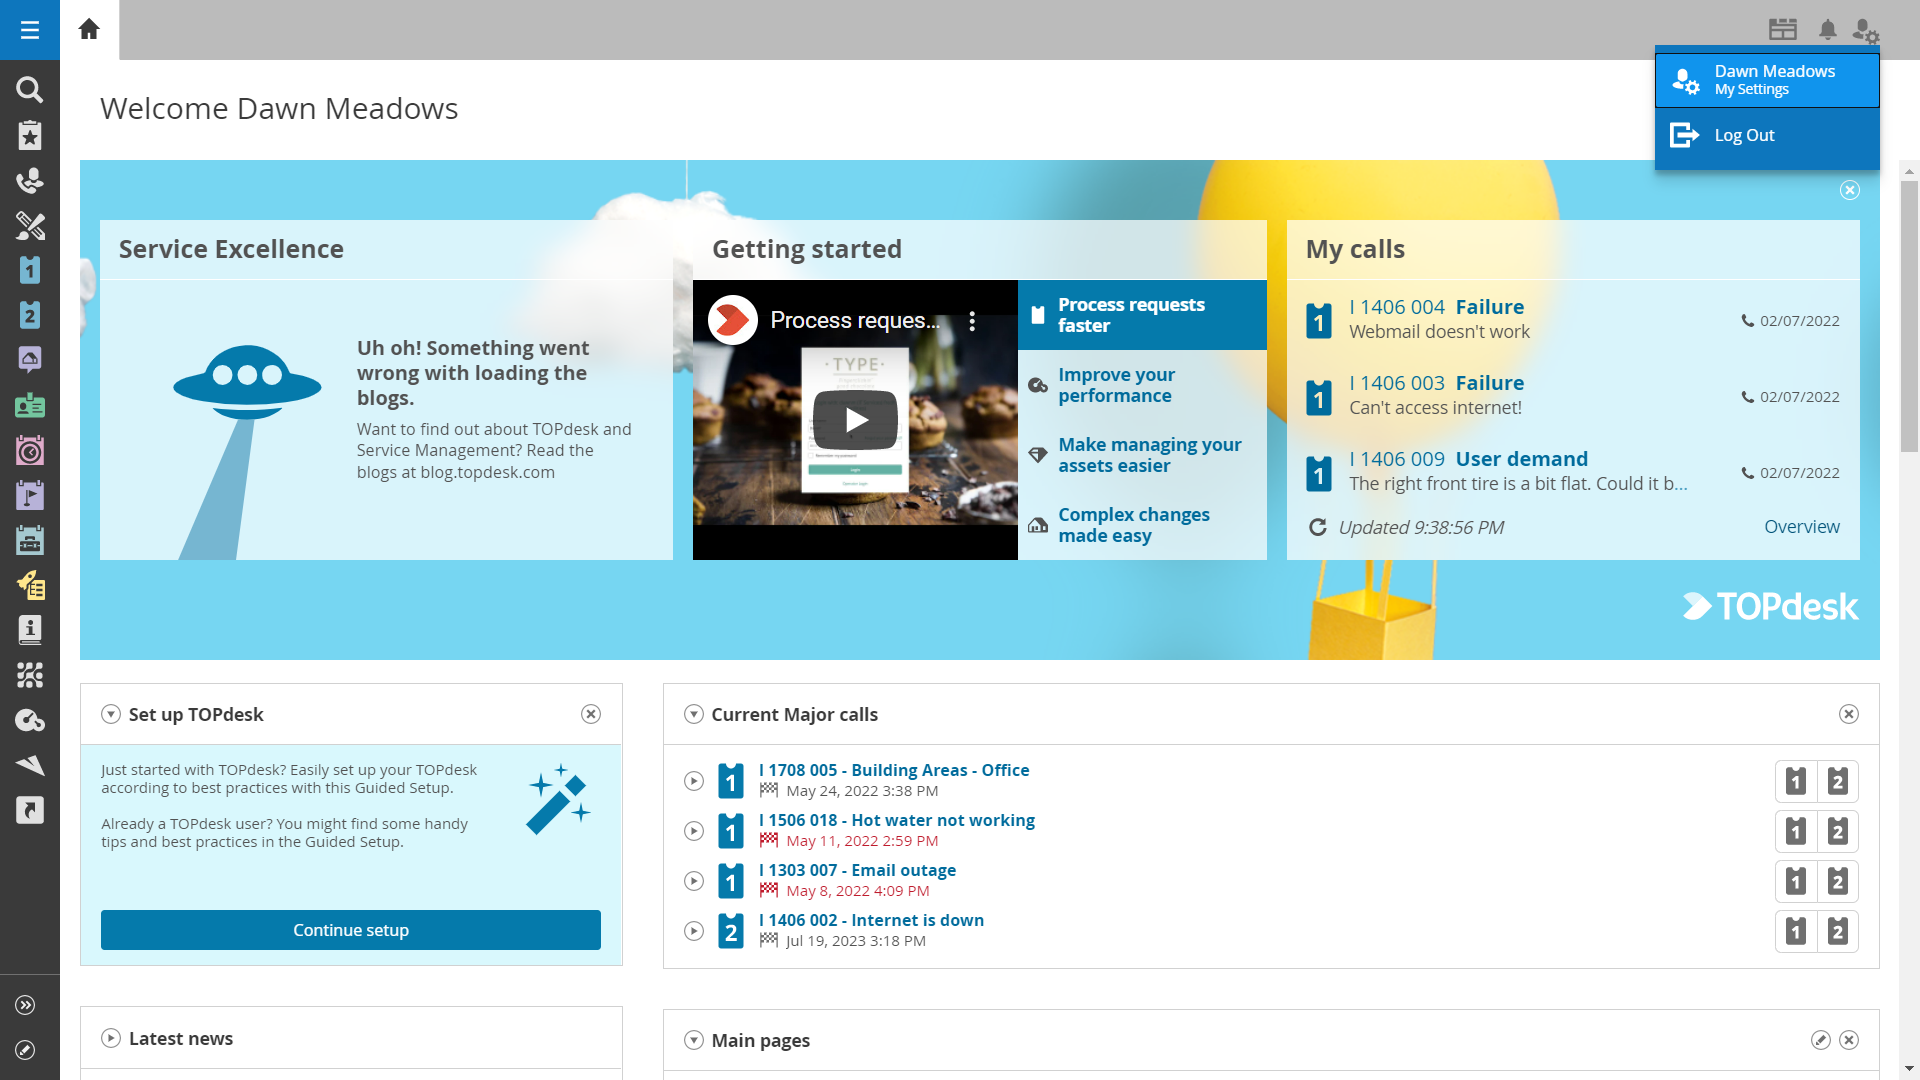 Dawn Meadows
My Settings
Log Out
Welcome Dawn Meadows
Service Excellence
Uh oh! Something went
wrong with loading the
blogs.
Want to find out about TOPdesk and
Service Management? Read the
blogs at blog.topdesk.com
Getting started
Process reques...
TYPE
Process requests
faster
Improve your
performance
Make managing your
assets easier
Complex changes
made easy
My calls
1
I 1406 004 Failure
Webmail doesn't work
02/07/2022
1
I 1406 003 Failure
Can't access internet!
02/07/2022
1
I 1406 009 User demand
The right front tire is a bit flat. Could it b...
02/07/2022
Updated 9:38:56 PM
Overview
TOPdesk
1
2
Set up TOPdesk
Just started with TOPdesk? Easily set up your TOPdesk
according to best practices with this Guided Setup.
Already a TOPdesk user? You might find some handy
tips and best practices in the Guided Setup.
Continue setup
Current Major calls
1
I 1708 005 - Building Areas - Office
May 24, 2022 3:38 PM
1 2
1
I 1506 018 - Hot water not working
May 11, 2022 2:59 PM
1 2
1
I 1303 007 - Email outage
May 8, 2022 4:09 PM
1 2
2
I 1406 002 - Internet is down
Jul 19, 2023 3:18 PM
1 2
Latest news
Main pages